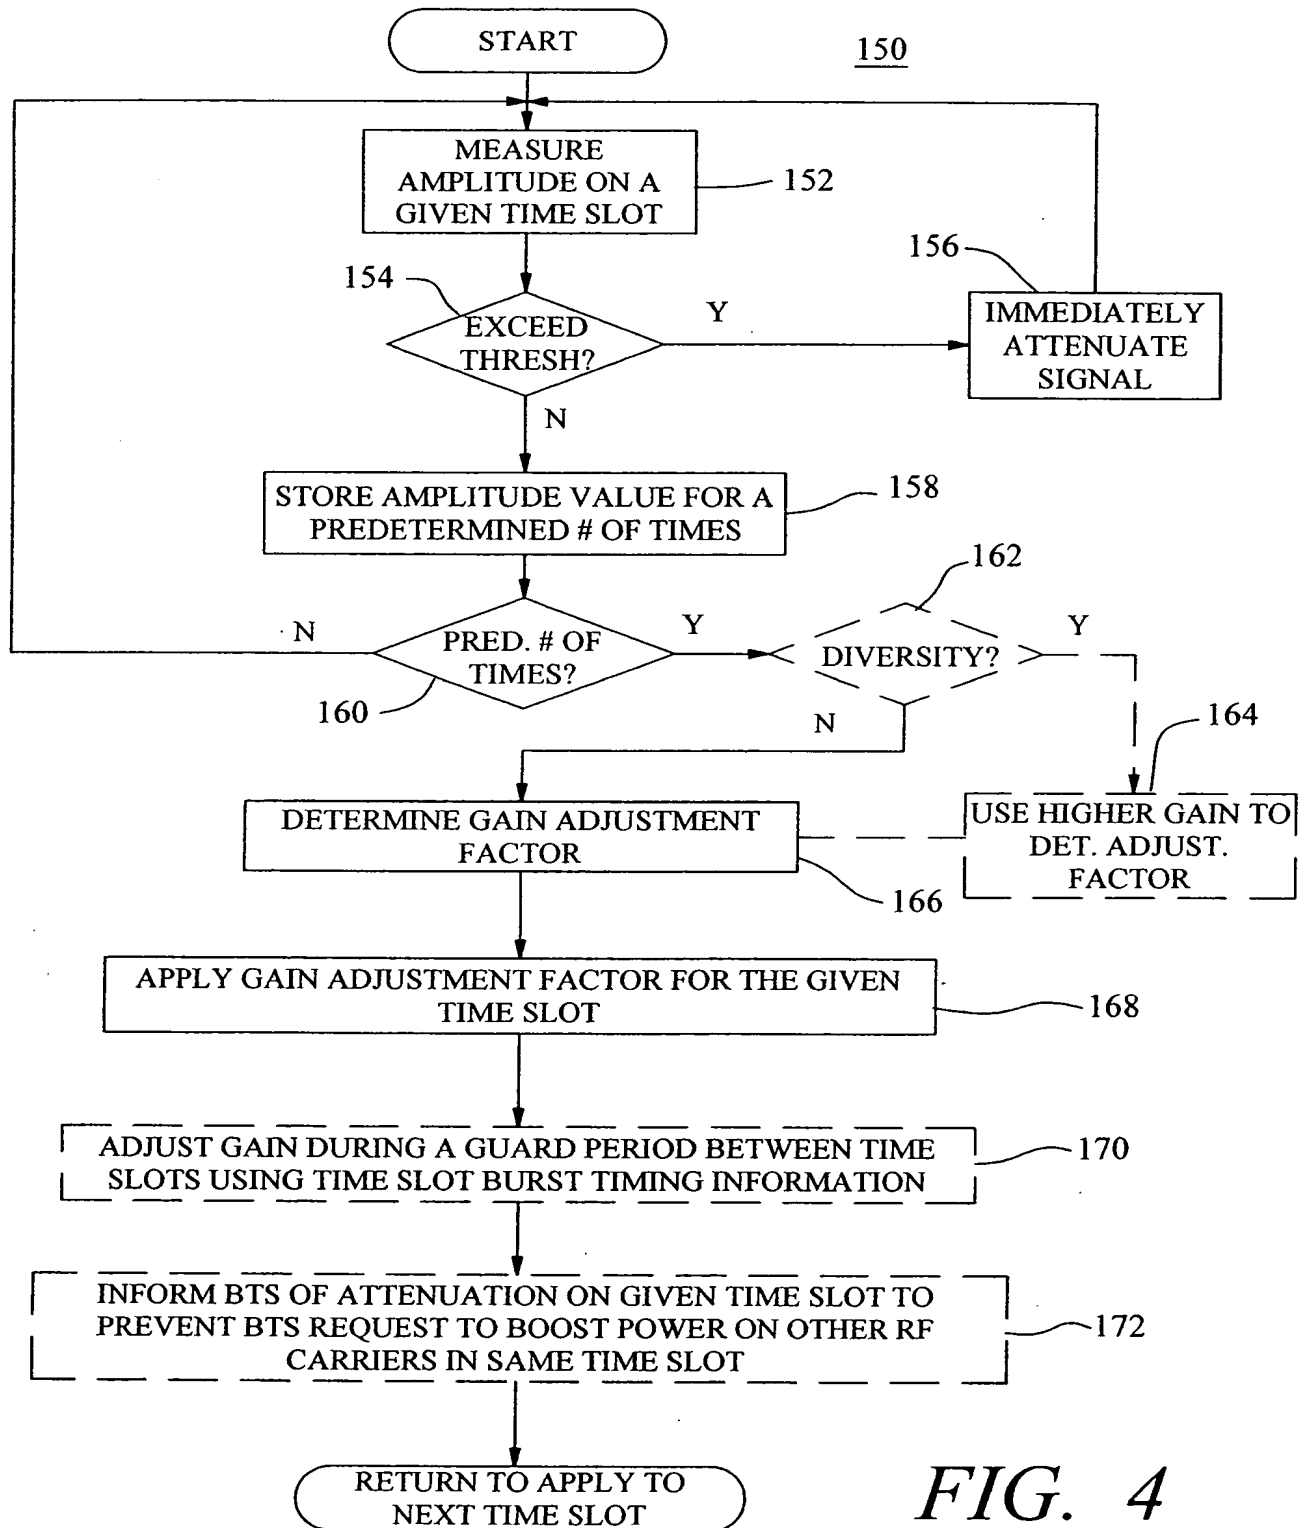 START
150
MEASURE
AMPLITUDE ON A
GIVEN TIME SLOT
152
154
EXCEED
THRESH?
Y
156
IMMEDIATELY
ATTENUATE
SIGNAL
N
STORE AMPLITUDE VALUE FOR A
PREDETERMINED # OF TIMES
158
162
N
PRED. # OF
TIMES?
Y
DIVERSITY?
Y
160
N
164
DETERMINE GAIN ADJUSTMENT
FACTOR
USE HIGHER GAIN TO
DET. ADJUST.
FACTOR
166
APPLY GAIN ADJUSTMENT FACTOR FOR THE GIVEN
TIME SLOT
168
ADJUST GAIN DURING A GUARD PERIOD BETWEEN TIME
SLOTS USING TIME SLOT BURST TIMING INFORMATION
170
INFORM BTS OF ATTENUATION ON GIVEN TIME SLOT TO
PREVENT BTS REQUEST TO BOOST POWER ON OTHER RF
CARRIERS IN SAME TIME SLOT
172
RETURN TO APPLY TO
NEXT TIME SLOT
FIG. 4